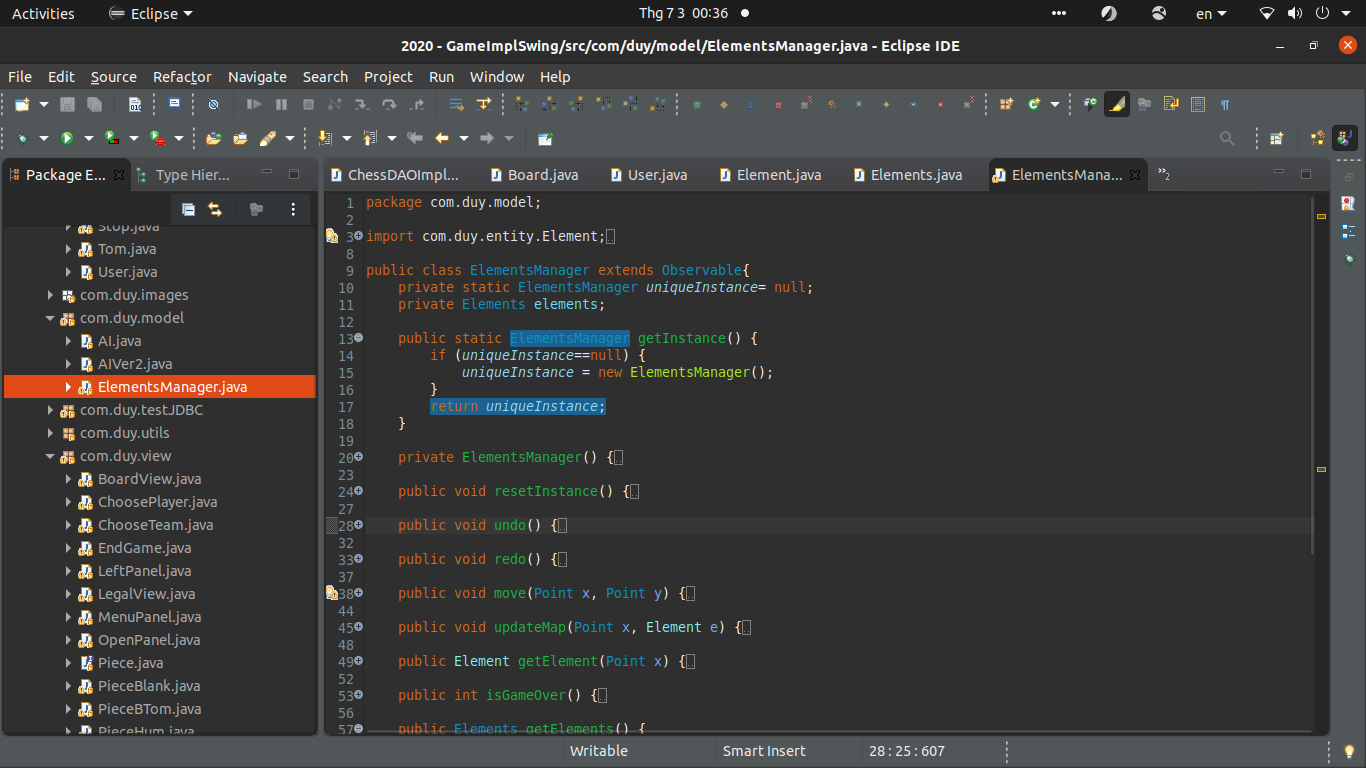 Activities Eclipse Thg 7 3 00:36 en
2020 - GameImplSwing/src/com/duy/model/ElementsManager.java - Eclipse IDE
File Edit Source Refactor Navigate Search Project Run Window Help
Package E... Type Hier...
ChessDAOImpl... Board.java User.java Element.java Elements.java ElementsMana... »2
Stop.java
Tom.java
User.java
com.duy.images
com.duy.model
AI.java
AIVer2.java
ElementsManager.java
com.duy.testJDBC
com.duy.utils
com.duy.view
BoardView.java
ChoosePlayer.java
ChooseTeam.java
EndGame.java
LeftPanel.java
LegalView.java
MenuPanel.java
OpenPanel.java
Piece.java
PieceBlank.java
PieceBTom.java
PieceHum.java
1 package com.duy.model;
2
3 import com.duy.entity.Element;
8
9 public class ElementsManager extends Observable{
10 private static ElementsManager uniqueInstance= null;
11 private Elements elements;
12
13 public static ElementsManager getInstance() {
14 if (uniqueInstance==null) {
15 uniqueInstance = new ElementsManager();
16 }
17 return uniqueInstance;
18 }
19
20 private ElementsManager() {
23
24 public void resetInstance() {
27
28 public void undo() {
32
33 public void redo() {
37
38 public void move(Point x, Point y) {
44
45 public void updateMap(Point x, Element e) {
48
49 public Element getElement(Point x) {
52
53 public int isGameOver() {
56
57 public Elements getElements() {
Writable Smart Insert 28 : 25 : 607